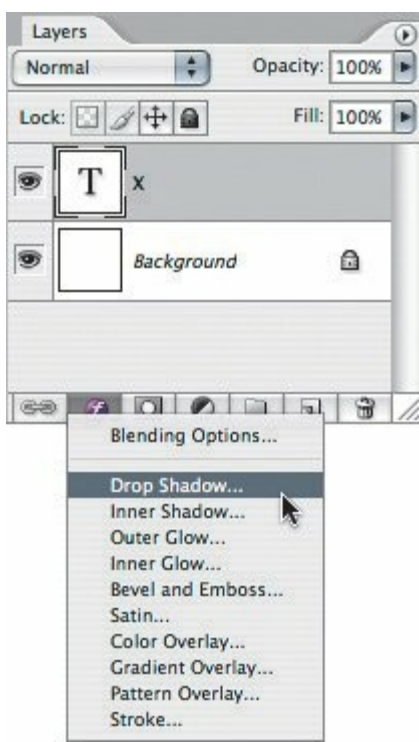 Layers
Normal Opacity: 100%
Lock: Fill: 100%
T X
Background
Blending Options...
Drop Shadow...
Inner Shadow...
Outer Glow...
Inner Glow...
Bevel and Emboss...
Satin...
Color Overlay...
Gradient Overlay...
Pattern Overlay...
Stroke...